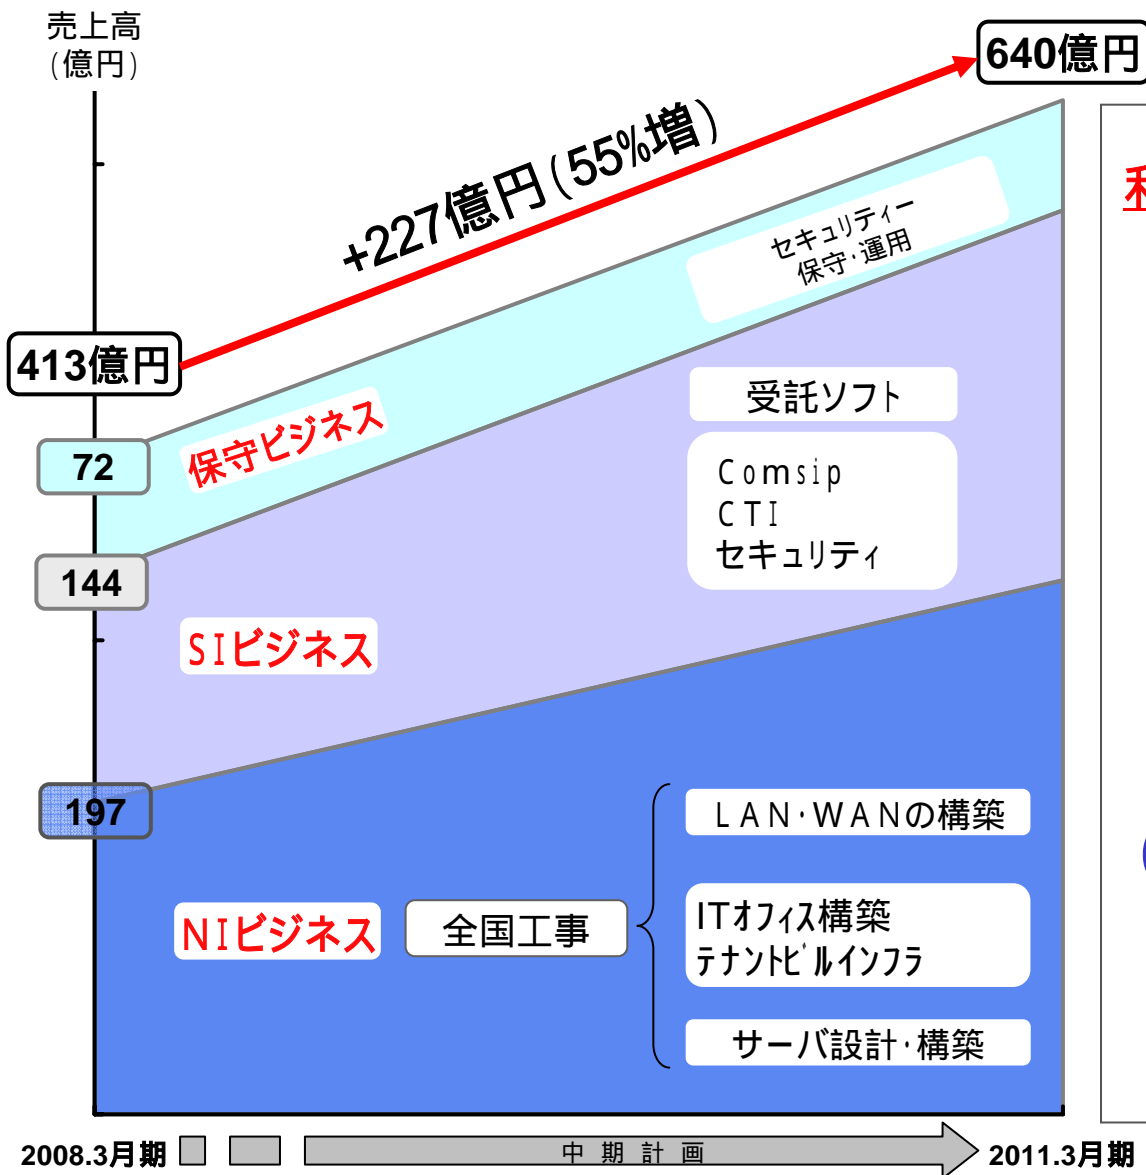 売上高
(億円)
640億円
+227億円(55%増)
セキュリティー
保守・運用
413億円
受託ソフト
保守ビジネス
72
Comsip
CTI
セキュリティ
144
SIビジネス
197
LAN・WANの構築
NIビジネス
全国工事
ITオフィス構築
テナントビルインフラ
サーバ設計・構築
2008.3月期
中期計画
2011.3月期